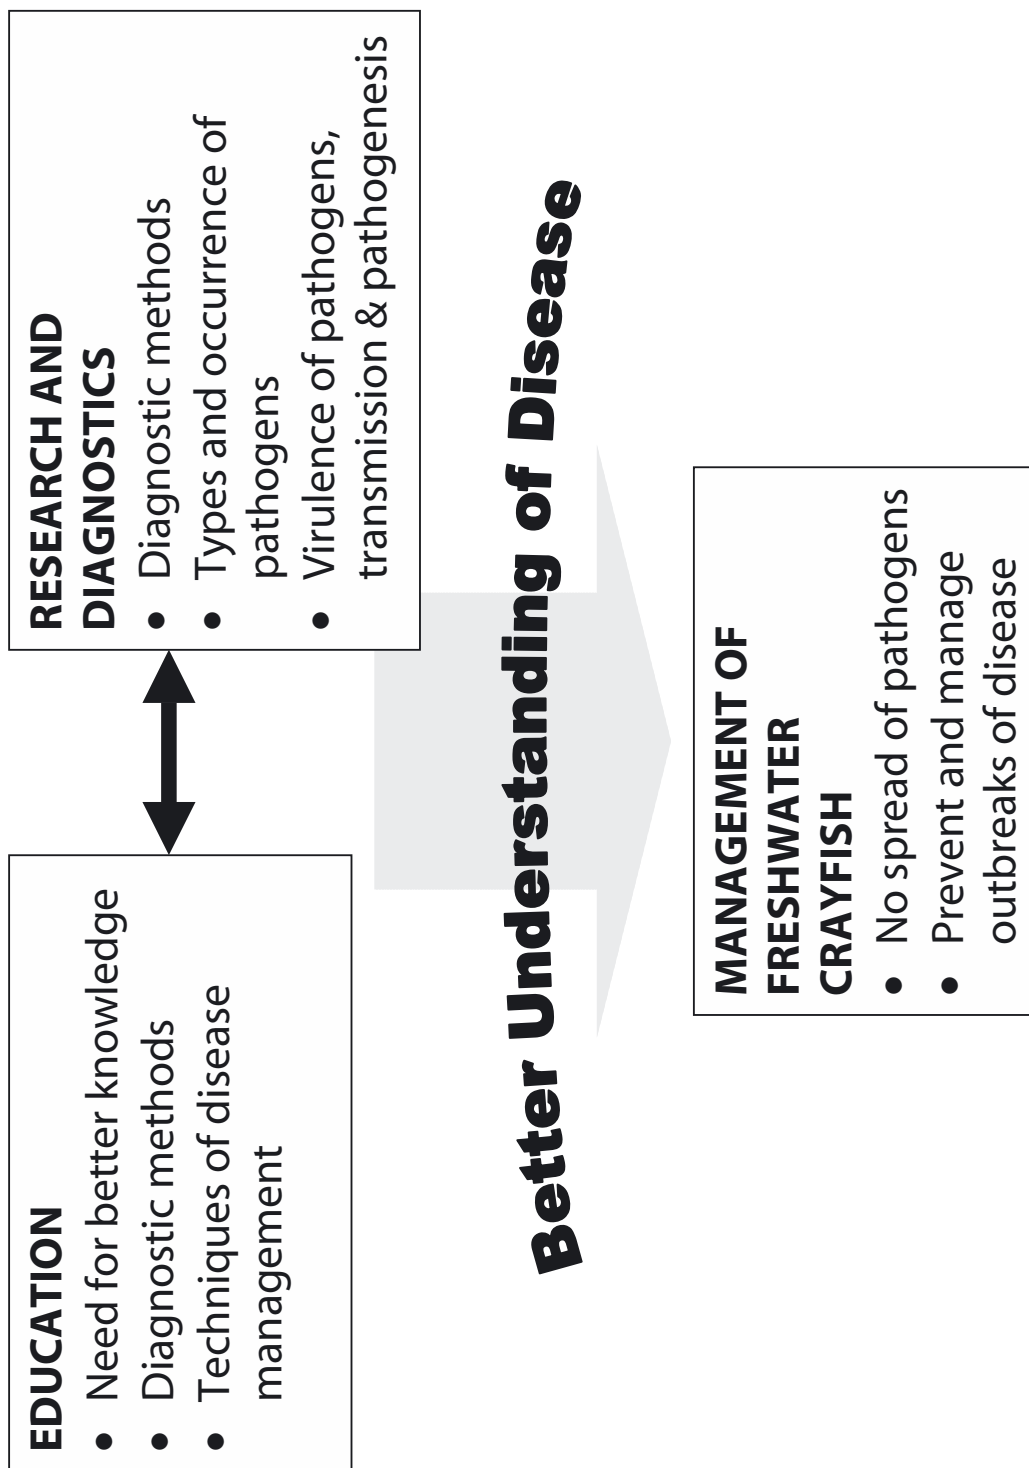 EDUCATION
• Need for better knowledge
• Diagnostic methods
• Techniques of disease
management
RESEARCH AND
DIAGNOSTICS
• Diagnostic methods
• Types and occurrence of
pathogens
• Virulence of pathogens,
transmission & pathogenesis
Better Understanding of Disease
MANAGEMENT OF
FRESHWATER
CRAYFISH
• No spread of pathogens
• Prevent and manage
outbreaks of disease